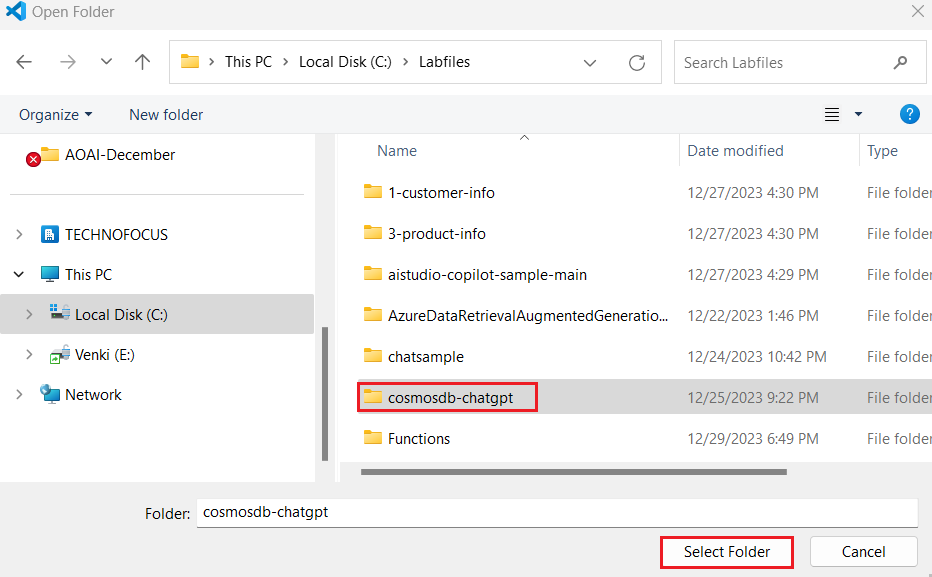 Open Folder
This PC > Local Disk (C:) > Labfiles
Search Labfiles
Organize
New folder
?
AOAI-December
TECHNOFOCUS
This PC
Local Disk (C:)
Venki (E:)
Network
Name Date modified Type
1-customer-info 12/27/2023 4:30 PM File folder
3-product-info 12/27/2023 4:30 PM File folder
aistudio-copilot-sample-main 12/27/2023 4:29 PM File folder
AzureDataRetrievalAugmentedGeneratio... 12/22/2023 1:46 PM File folder
chatsample 12/24/2023 10:42 PM File folder
cosmosdb-chatgpt 12/25/2023 9:22 PM File folder
Functions 12/29/2023 6:49 PM File folder
Folder: cosmosdb-chatgpt
Select Folder
Cancel